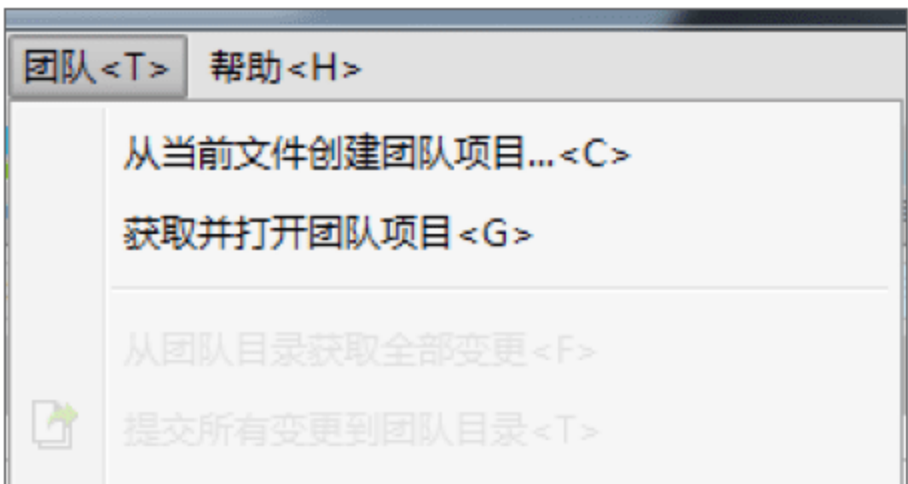 团队<T> 帮助<H>
从当前文件创建团队项目...<C>
获取并打开团队项目<G>
从团队目录获取全部变更<F>
提交所有变更到团队目录<T>